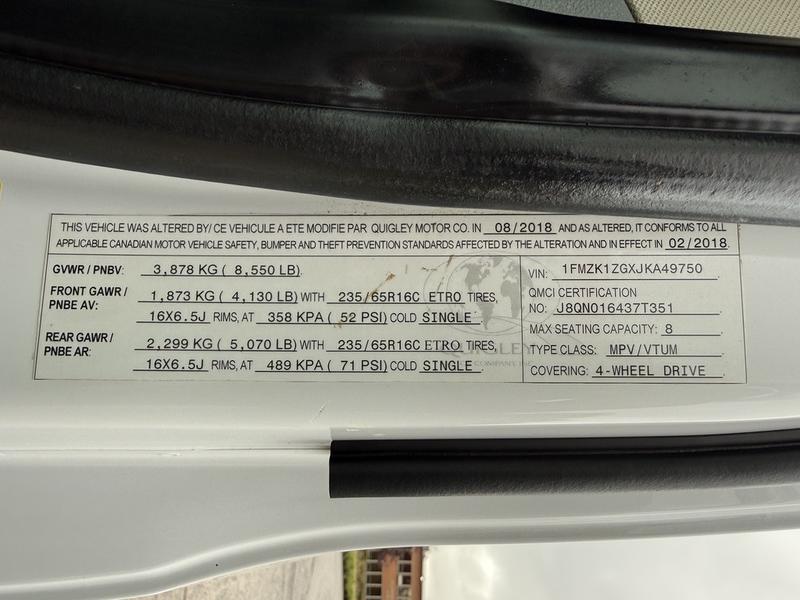 THIS VEHICLE WAS ALTERED BY/ CE VEHICULE A ETE MODIFIE PAR QUIGLEY MOTOR CO. IN 08/2018 AND AS ALTERED, IT CONFORMS TO ALL
APPLICABLE CANADIAN MOTOR VEHICLE SAFETY, BUMPER AND THEFT PREVENTION STANDARDS AFFECTED BY THE ALTERATION AND IN EFFECT IN 02/2018.
GVWR / PNBV: 3,878 KG ( 8,550 LB).
FRONT GAWR / PNBE AV: 1,873 KG ( 4,130 LB) WITH 235/65R16C ETRO TIRES,
16X6.5J RIMS, AT 358 KPA ( 52 PSI) COLD SINGLE.
REAR GAWR / PNBE AR: 2,299 KG ( 5,070 LB) WITH 235/65R16C ETRO TIRES,
16X6.5J RIMS, AT 489 KPA ( 71 PSI) COLD SINGLE.
QUIGLEY
COMPANY INC
VIN: 1FMZK1ZGXJKA49750
QMCI CERTIFICATION
NO: J8QN016437T351
MAX SEATING CAPACITY: 8
TYPE CLASS: MPV/VTUM
COVERING: 4-WHEEL DRIVE